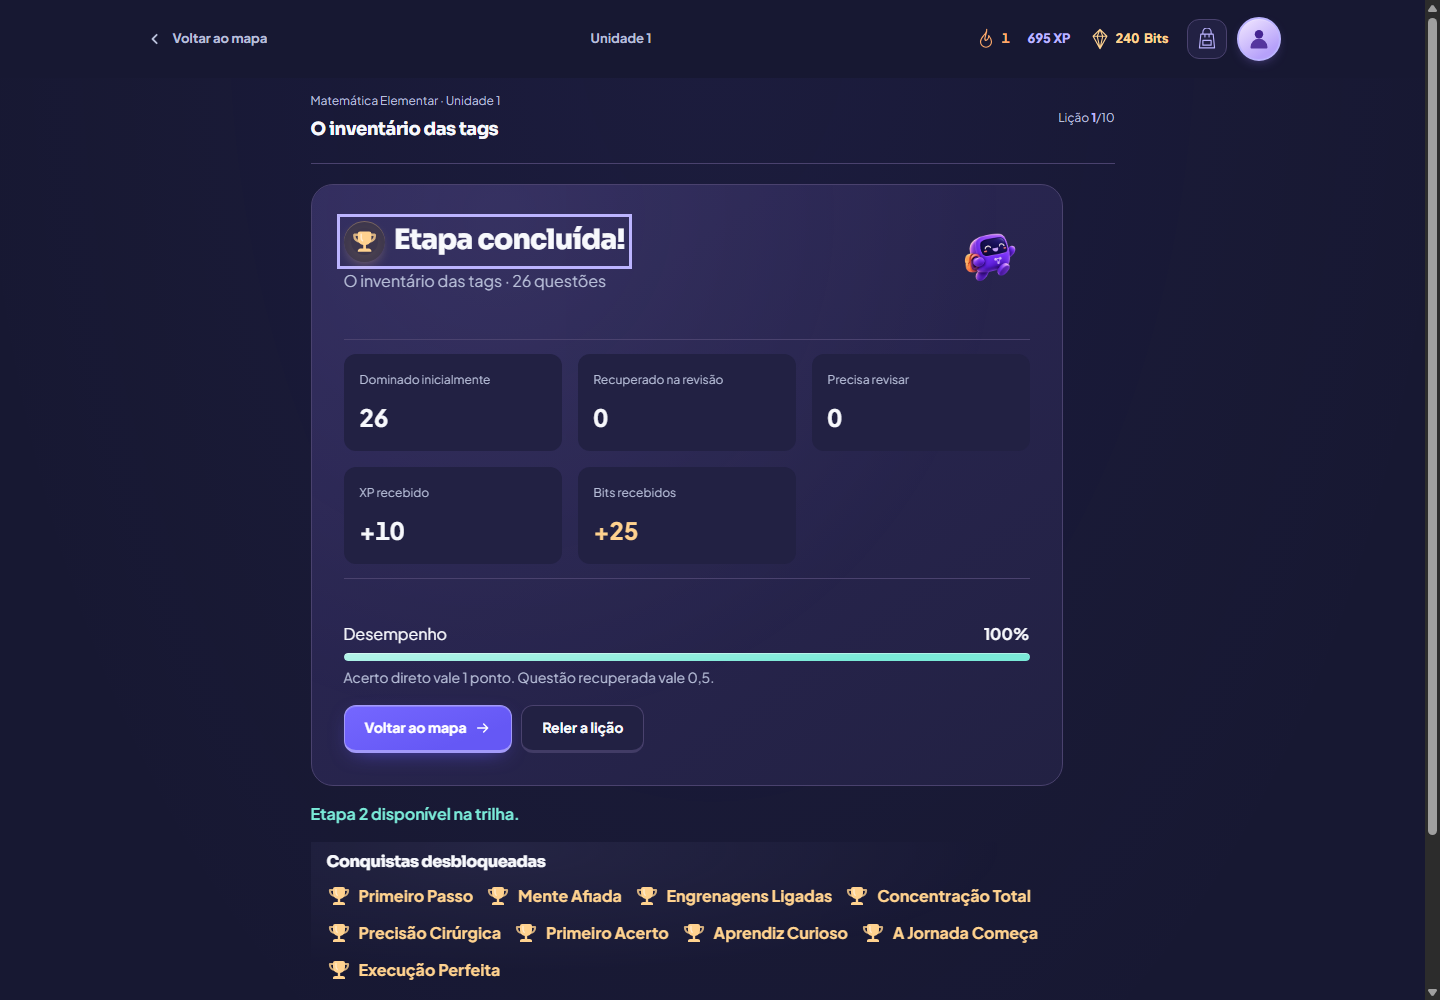 Voltar ao mapa
Unidade 1
1
695 XP
240 Bits
Matemática Elementar · Unidade 1
O inventário das tags
Lição 1/10
Etapa concluída!
O inventário das tags · 26 questões
Dominado inicialmente
26
Recuperado na revisão
0
Precisa revisar
0
XP recebido
+10
Bits recebidos
+25
Desempenho
100%
Acerto direto vale 1 ponto. Questão recuperada vale 0,5.
Voltar ao mapa →
Reler a lição
Etapa 2 disponível na trilha.
Conquistas desbloqueadas
Primeiro Passo
Mente Afiada
Engrenagens Ligadas
Concentração Total
Precisão Cirúrgica
Primeiro Acerto
Aprendiz Curioso
A Jornada Começa
Execução Perfeita